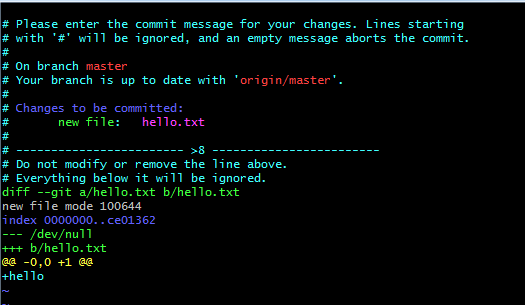 # Please enter the commit message for your changes. Lines starting
# with '#' will be ignored, and an empty message aborts the commit.
#
# On branch master
# Your branch is up to date with 'origin/master'.
#
# Changes to be committed:
#       new file:   hello.txt
#
# ------------------------ >8 ------------------------
# Do not modify or remove the line above.
# Everything below it will be ignored.
diff --git a/hello.txt b/hello.txt
new file mode 100644
index 0000000..ce01362
--- /dev/null
+++ b/hello.txt
@@ -0,0 +1 @@
+hello
~
~